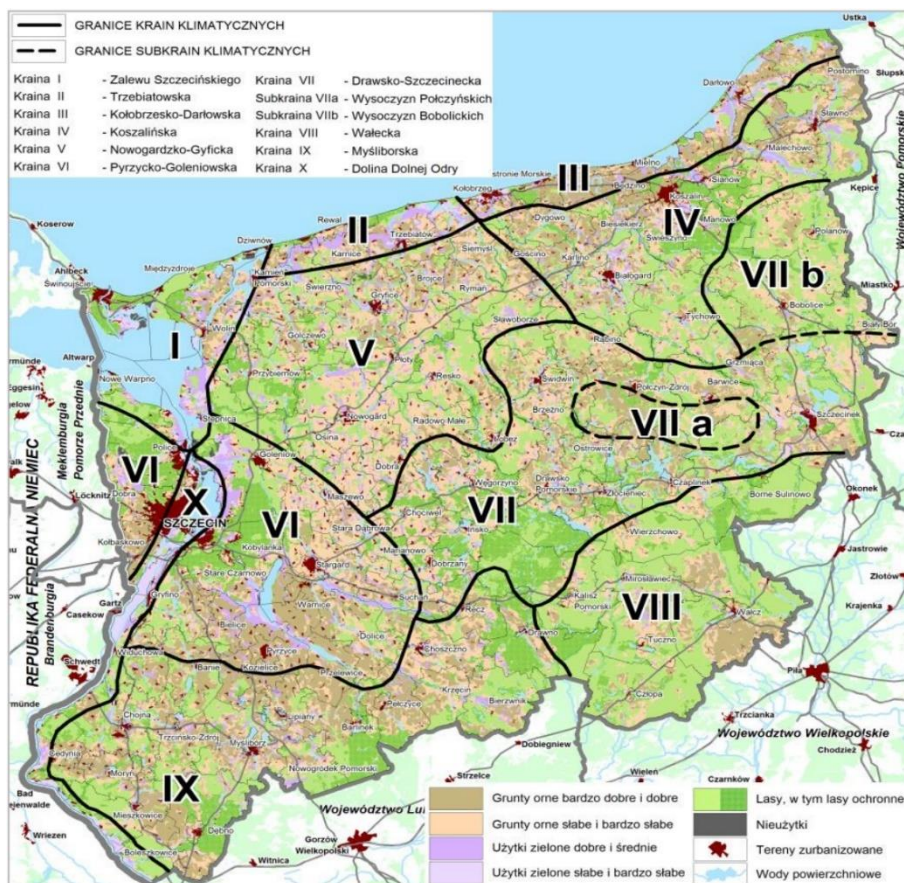 GRANICE KRAIN KLIMATYCZNYCH
GRANICE SUBKRAIN KLIMATYCZNYCH
Kraina I - Zalewu Szczecińskiego
Kraina II - Trzebiatowska
Kraina III - Kołobrzesko-Darłowska
Kraina IV - Koszalińska
Kraina V - Nowogardzko-Gyficka
Kraina VI - Pyrzycko-Goleniowska
Kraina VII - Drawsko-Szczecinecka
Subkraina VIIa - Wysoczyzn Połczyńskich
Subkraina VIIb - Wysoczyzn Bobolickich
Kraina VIII - Wałecka
Kraina IX - Myśliborska
Kraina X - Dolina Dolnej Odry
Ustka
Postomino
Słupsk
Darłowo
Sławno
Malechowo
Kępice
Województwo Pomorskie
Mielno
Sianów
Będzino
Koszalin
III
tronie Morskie
Kołobrzeg
Koserow
Rewal
II
Trzebiatów
Karnice
Dygowo
Siemyśl
Gościno
Biesiekierz
IV
Manowo
Świeszyno
Polanów
Karlino
Białogard
VII b
Miastko
Bobolice
Biały Bór
Dziwnów
Międzyzdroje
Kamień
Pomorski
Świerzno
Brojce
Gryfice
Rymań
Ahlbeck
Świnoujście
I
Wolin
Golczewo
V
Sławoborze
Tychowo
Rąbino
Grzmiąca
Altwarp
Nowe Warpno
Przybiernów
Płoty
Resko
Świdwin
Połczyn-Zdrój
Barwice
Eggesin
Stepnica
Nowogard
Radowo Małe
Brzeżno
VII a
Szczecinek
Osina
Łobez
Ostrowice
Meklemburgia
Pomorze Przednie
Police
Goleniów
Dobra
Węgorzyno
Drawsko
Pomorskie
Złocieniec
Czaplinek
Borne Sulinowo
Okonek
VI
X
Löcknitz
Dobra
SZCZECIN
VI
Maszewo
Chociwel
Ińsko
VII
Stara Dąbrowa
Wierzchowo
Kołbaskowo
Kobylanka
Stargard
Marianowo
Dobrzany
Jastrowie
REPUBLIKA FEDERALNA NIEMIEC
Brandenburgia
Stare Czarnowo
Suchań
Mirosławiec
Złotów
Gartz
Gryfino
Warnice
Recz
Kalisz
Pomorski
VIII
Wałcz
Krajenka
Casekow
Bielice
Dolice
Drawno
Tuczno
Schwedt
Widuchowa
Banie
Kozielice
Pyrzyce
Przelewice
Choszczno
Piła
Krzęcin
Bierzwnik
Człopa
Chojna
Lipiany
Pełczyce
Trzcianka
Trzcińsko-Zdrój
Barlinek
Województwo Wielkopolskie
Cedynia
Myślibórz
Dobiegniew
Chodzież
Moryń
Nowogródek Pomorski
IX
Strzelce
Wieleń
Czarnków
Bad
Mieszkowice
Województwo Lu
Wriezen
Dębno
Gorzów
Wielkopolski
Boleszkowice
Witnica
Grunty orne bardzo dobre i dobre
Grunty orne słabe i bardzo słabe
Użytki zielone dobre i średnie
Użytki zielone słabe i bardzo słabe
Lasy, w tym lasy ochronne
Nieużytki
Tereny zurbanizowane
Wody powierzchniowe